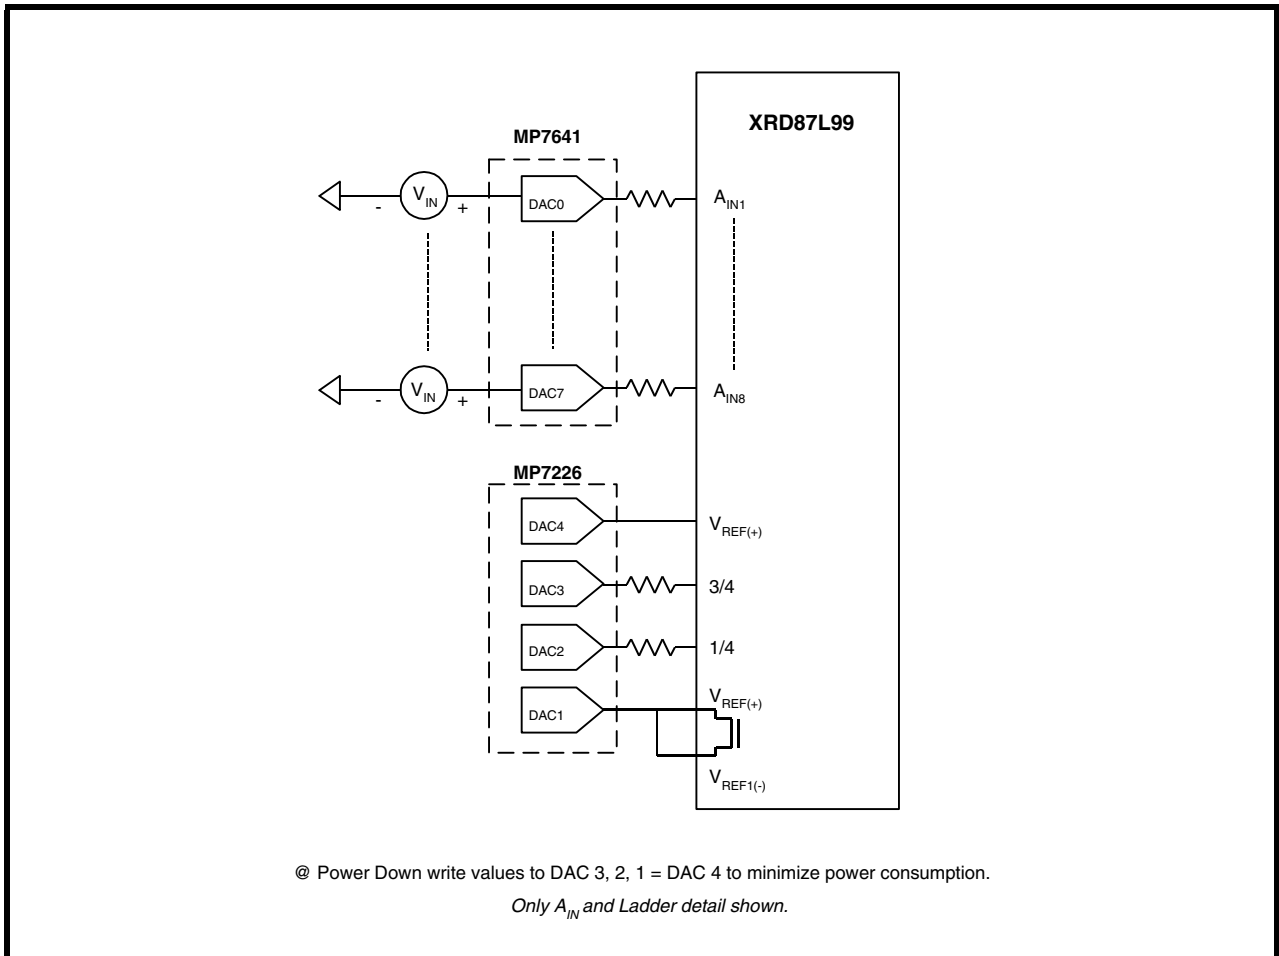 XRD87L99
MP7641
- V_IN + DAC0 A_IN1
- V_IN + DAC7 A_IN8
MP7226
DAC4 V_REF(+)
DAC3 3/4
DAC2 1/4
DAC1 V_REF(+)
V_REF1(-)
@ Power Down write values to DAC 3, 2, 1 = DAC 4 to minimize power consumption.
Only A_IN and Ladder detail shown.